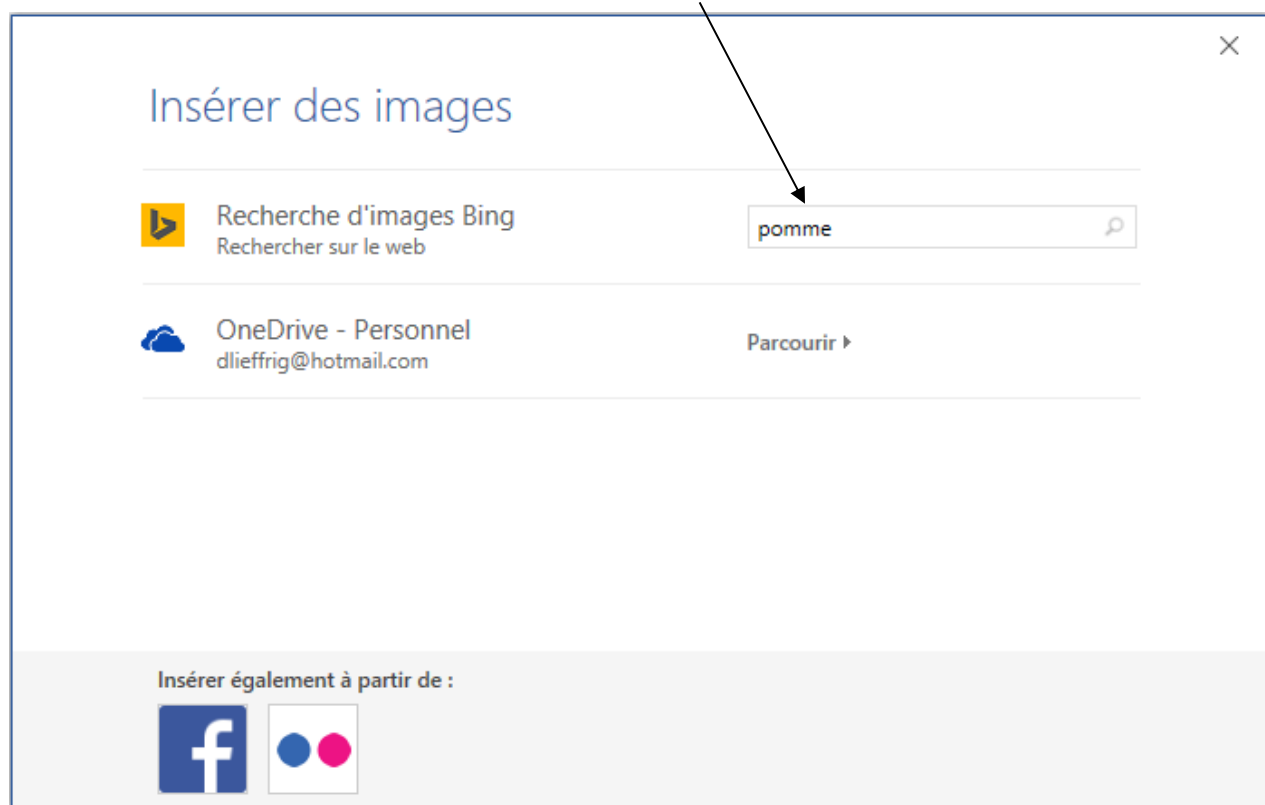 Insérer des images
Recherche d'images Bing
Rechercher sur le web
pomme
OneDrive - Personnel
dlieffrig@hotmail.com
Parcourir
Insérer également à partir de :